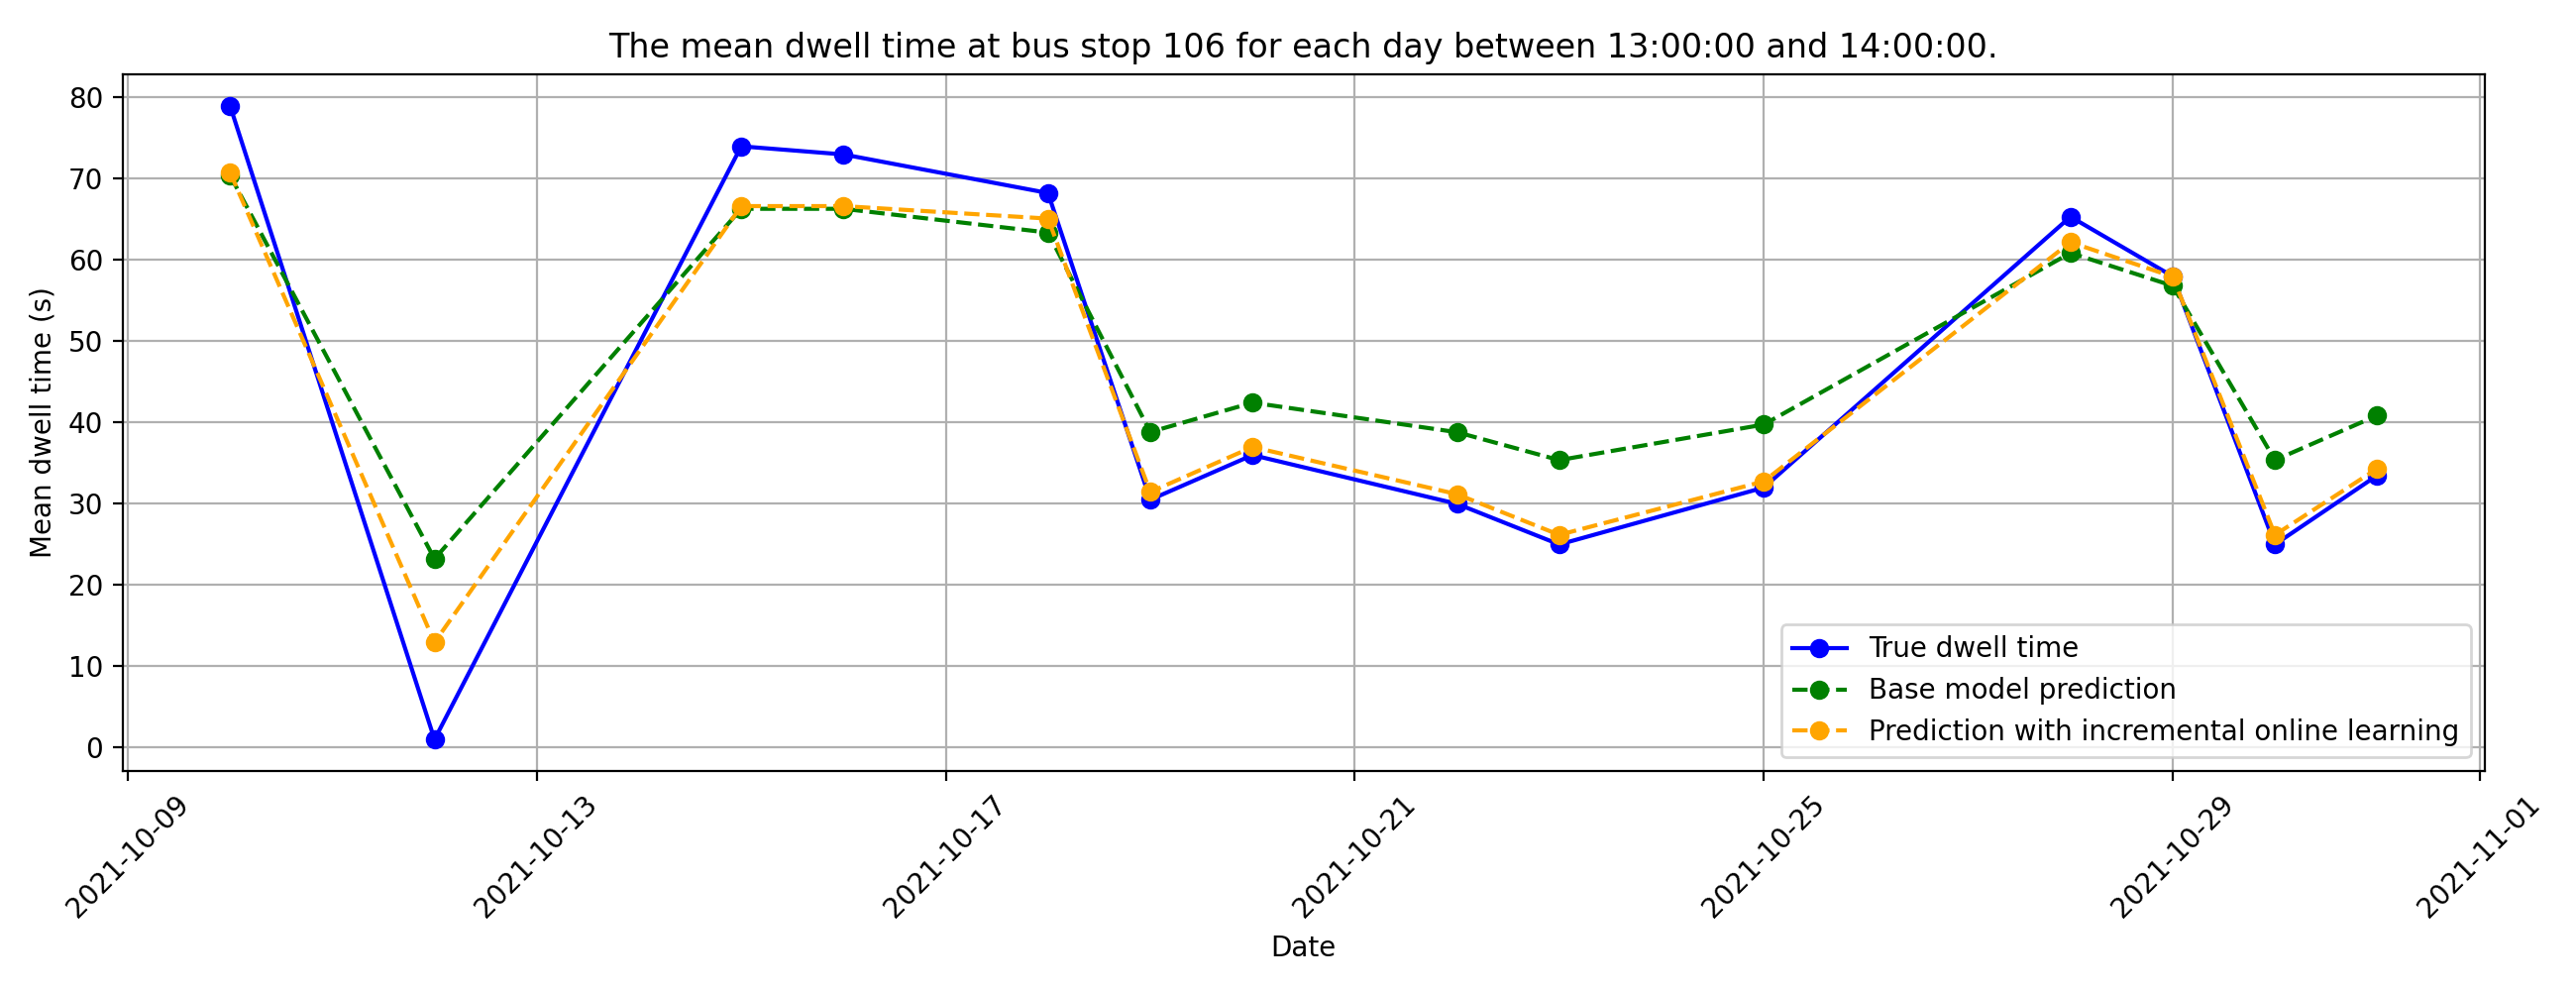 The mean dwell time at bus stop 106 for each day between 13:00:00 and 14:00:00.
Mean dwell time (s)
80
70
60
50
40
30
20
10
0
True dwell time
Base model prediction
Prediction with incremental online learning
2021-10-09
2021-10-13
2021-10-17
2021-10-21
2021-10-25
2021-10-29
2021-11-01
Date